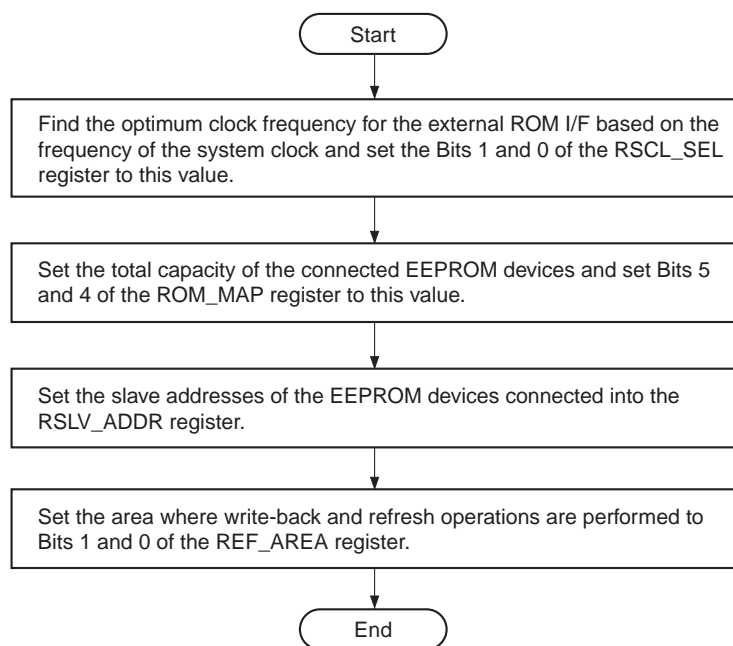 Start
Find the optimum clock frequency for the external ROM I/F based on the
frequency of the system clock and set the Bits 1 and 0 of the RSCL_SEL
register to this value.
Set the total capacity of the connected EEPROM devices and set Bits 5
and 4 of the ROM_MAP register to this value.
Set the slave addresses of the EEPROM devices connected into the
RSLV_ADDR register.
Set the area where write-back and refresh operations are performed to
Bits 1 and 0 of the REF_AREA register.
End